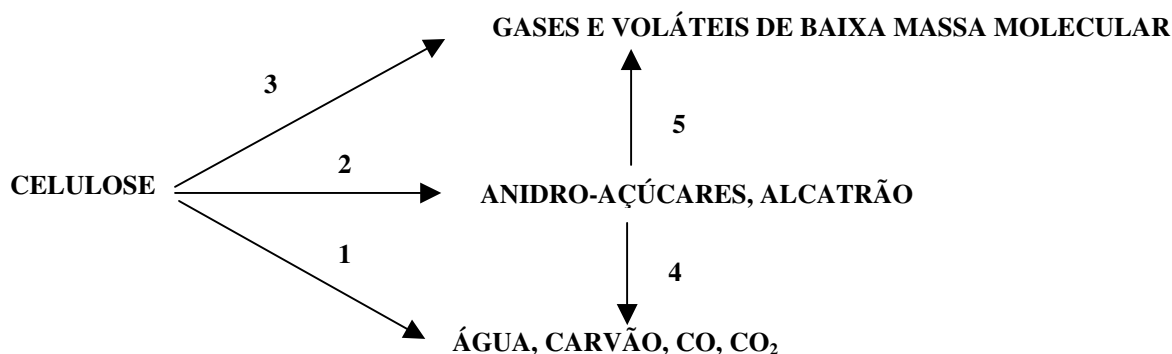 GASES E VOLÁTEIS DE BAIXA MASSA MOLECULAR
3
5
2
CELULOSE
ANIDRO-AÇÚCARES, ALCATRÃO
1
4
ÁGUA, CARVÃO, CO, CO₂